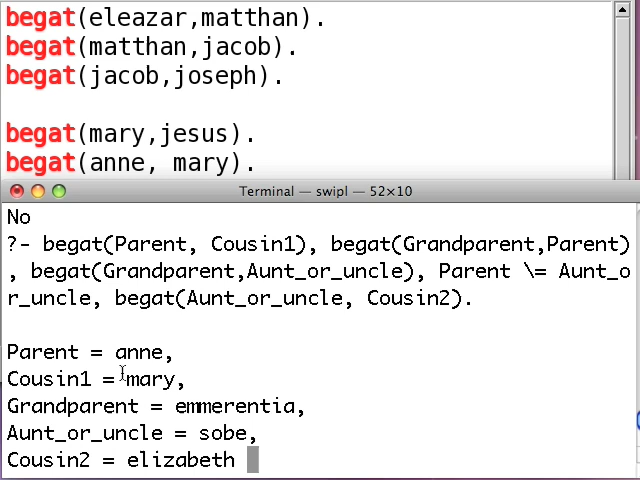 begat(eleazar,matthan).
begat(matthan,jacob).
begat(jacob,joseph).
begat(mary,jesus).
begat(anne, mary).
Terminal — swipl — 52×10
No
?- begat(Parent, Cousin1), begat(Grandparent,Parent)
, begat(Grandparent,Aunt_or_uncle), Parent \= Aunt_o
r_uncle, begat(Aunt_or_uncle, Cousin2).
Parent = anne,
Cousin1 = mary,
Grandparent = emmerentia,
Aunt_or_uncle = sobe,
Cousin2 = elizabeth